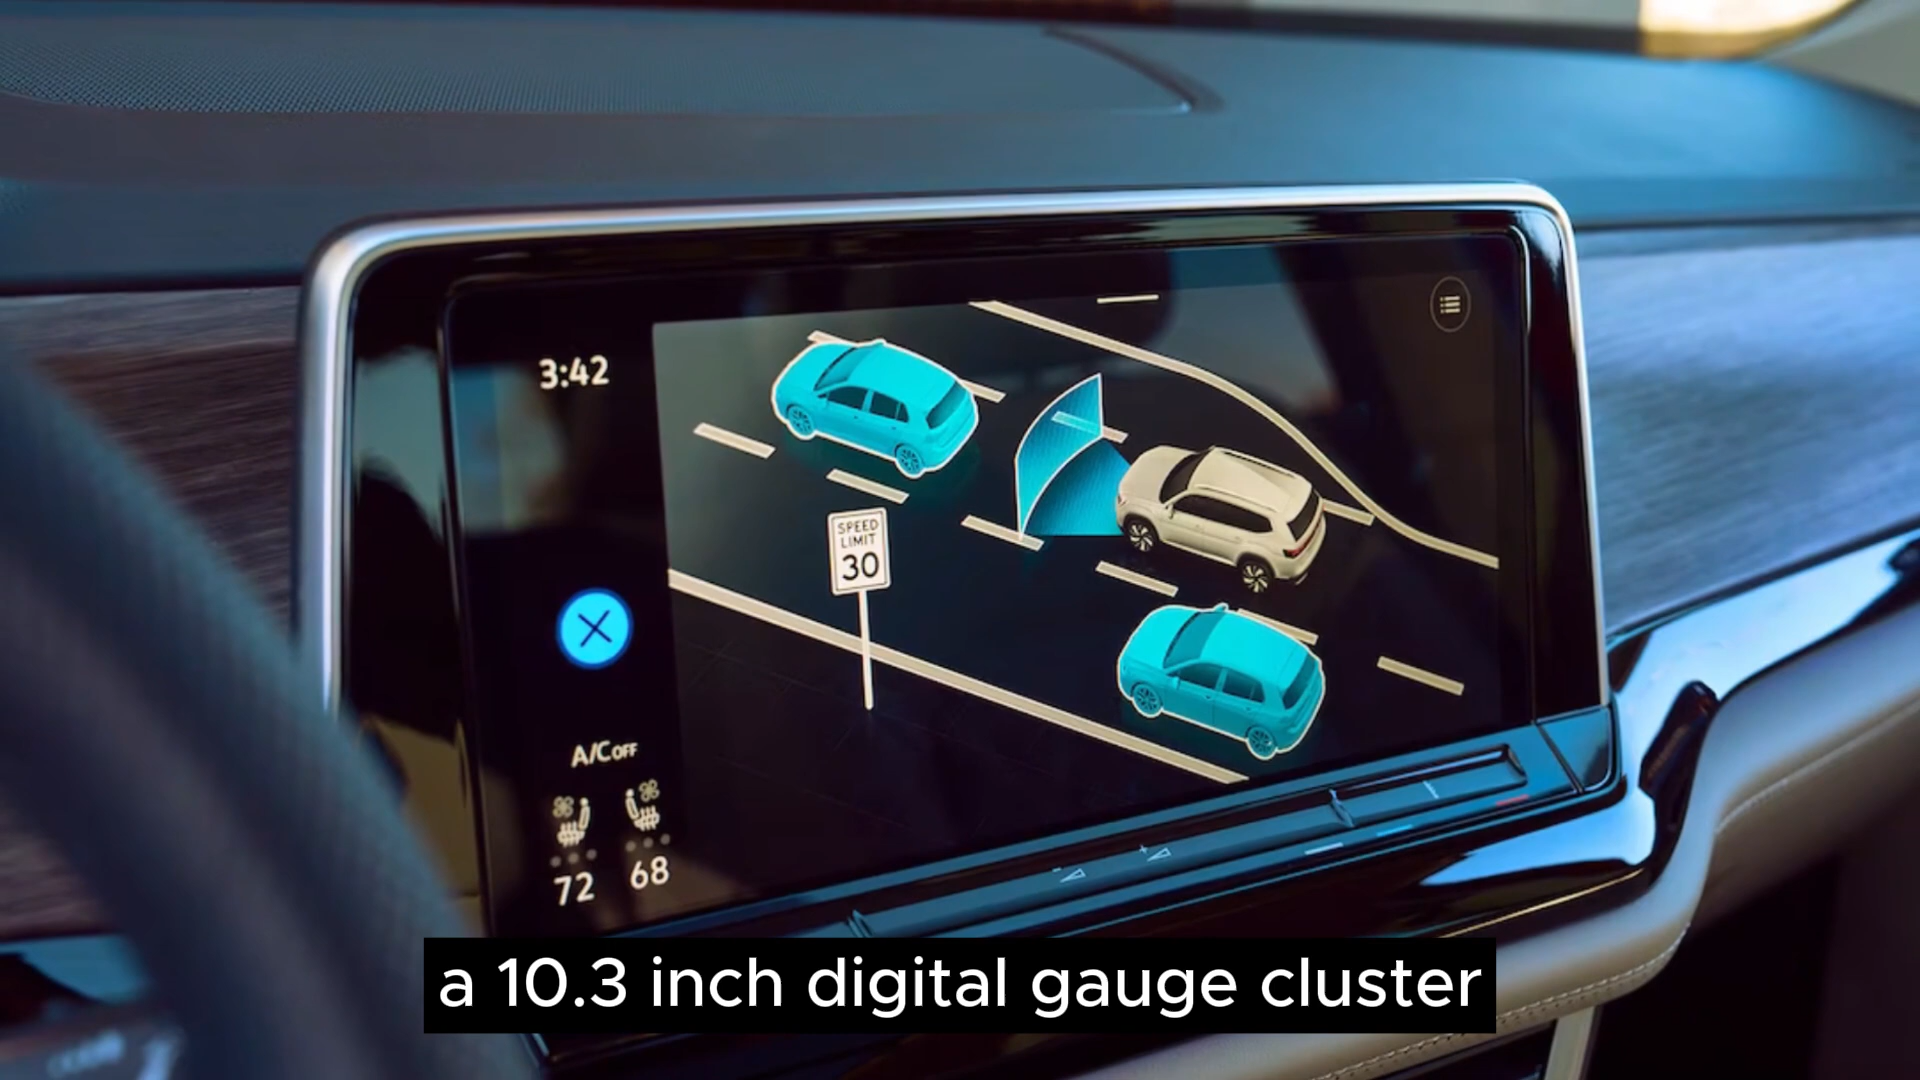 3:42
SPEED
LIMIT
30
A/C OFF
72 68
a 10.3 inch digital gauge cluster